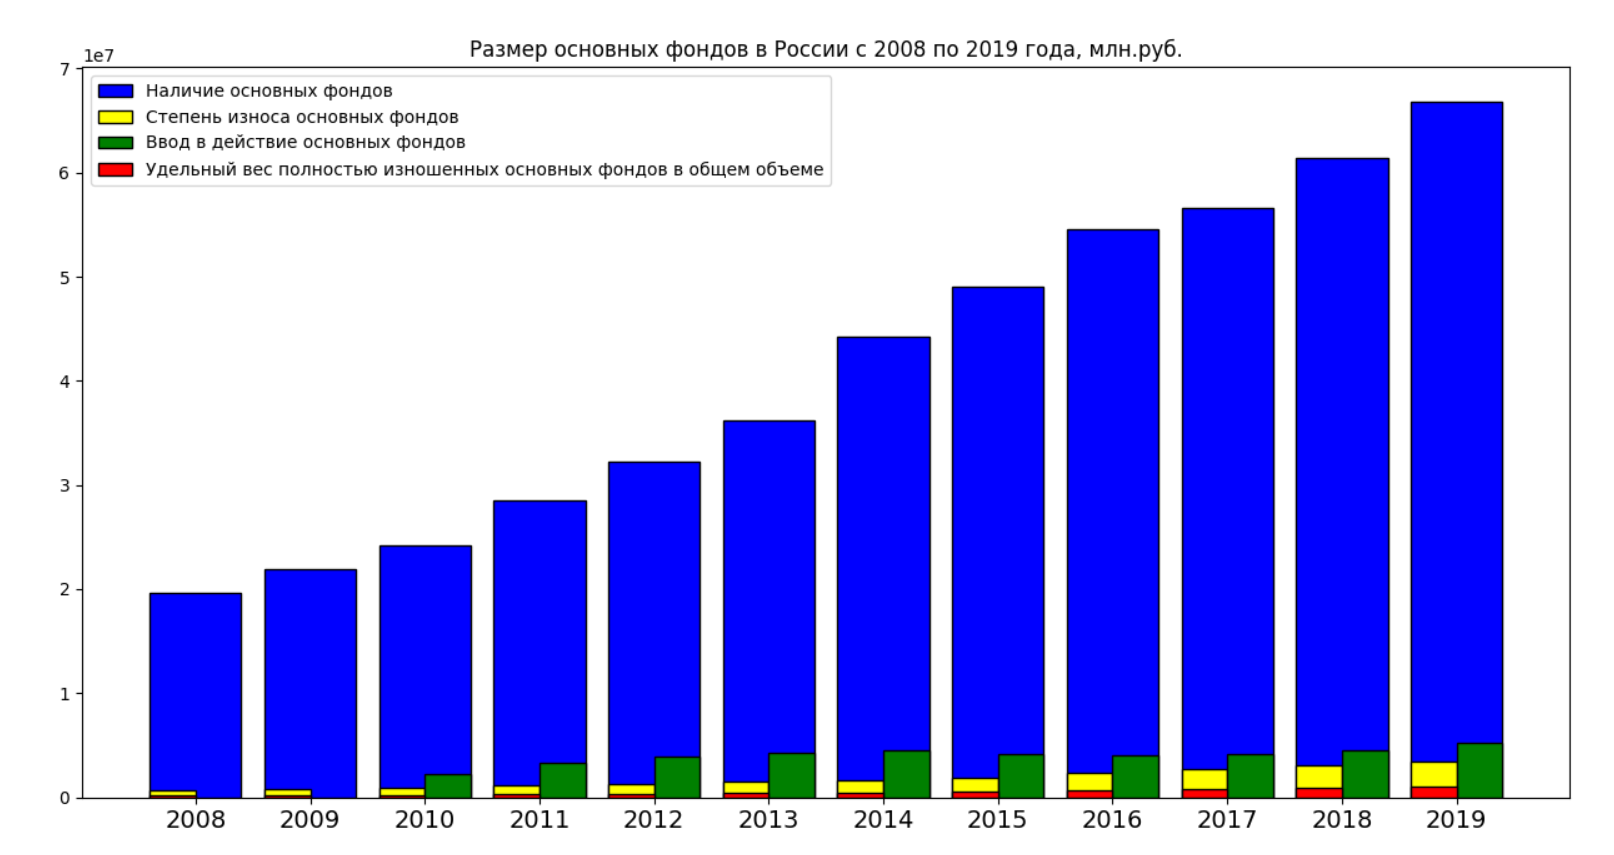 Размер основных фондов в России с 2008 по 2019 года, млн.руб.
1e7
7
6
5
4
3
2
1
0
Наличие основных фондов
Степень износа основных фондов
Ввод в действие основных фондов
Удельный вес полностью изношенных основных фондов в общем объеме
2008 2009 2010 2011 2012 2013 2014 2015 2016 2017 2018 2019